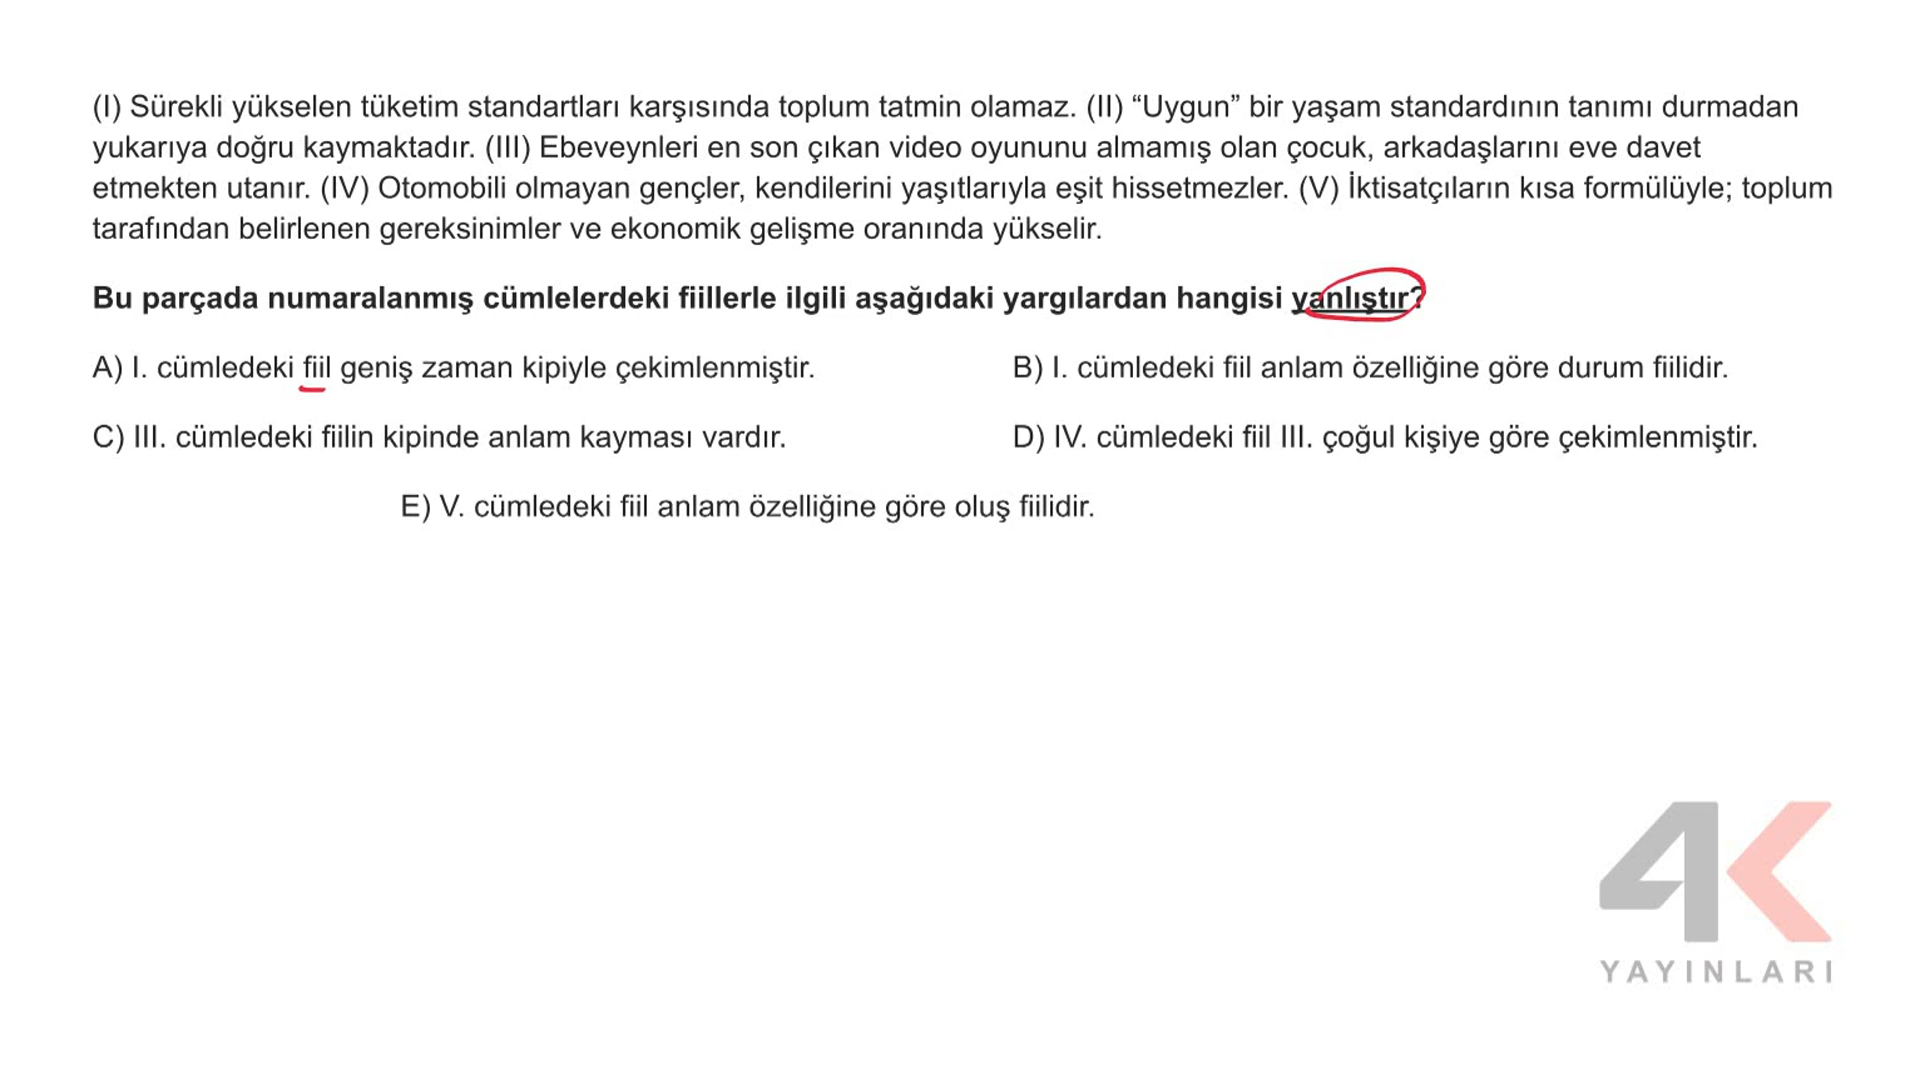 (I) Sürekli yükselen tüketim standartları karşısında toplum tatmin olamaz. (II) “Uygun” bir yaşam standardının tanımı durmadan
yukarıya doğru kaymaktadır. (III) Ebeveynleri en son çıkan video oyununu almamış olan çocuk, arkadaşlarını eve davet
etmekten utanır. (IV) Otomobili olmayan gençler, kendilerini yaşıtlarıyla eşit hissetmezler. (V) İktisatçıların kısa formülüyle; toplum
tarafından belirlenen gereksinimler ve ekonomik gelişme oranında yükselir.
Bu parçada numaralanmış cümlelerdeki fiillerle ilgili aşağıdaki yargılardan hangisi yanlıştır?
A) I. cümledeki fiil geniş zaman kipiyle çekimlenmiştir.
B) I. cümledeki fiil anlam özelliğine göre durum fiilidir.
C) III. cümledeki fiilin kipinde anlam kayması vardır.
D) IV. cümledeki fiil III. çoğul kişiye göre çekimlenmiştir.
E) V. cümledeki fiil anlam özelliğine göre oluş fiilidir.
4K
YAYINLARI